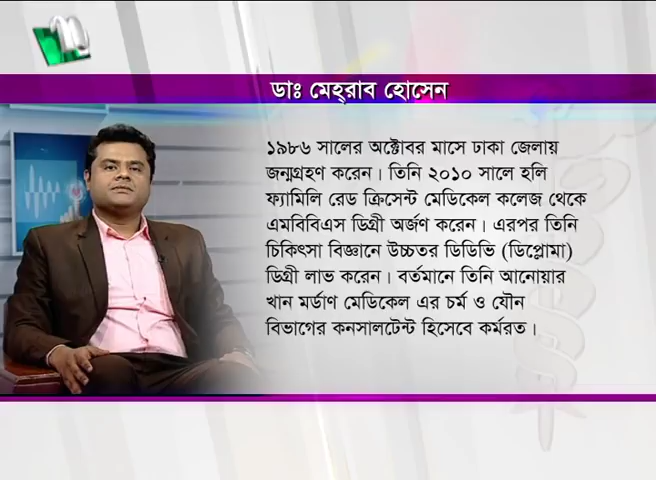 ডাঃ মেহ্‌রাব হোসেন
১৯৮৬ সালের অক্টোবর মাসে ঢাকা জেলায়
জন্মগ্রহণ করেন। তিনি ২০১০ সালে হলি
ফ্যামিলি রেড ক্রিসেন্ট মেডিকেল কলেজ থেকে
এমবিবিএস ডিগ্রী অর্জণ করেন। এরপর তিনি
চিকিৎসা বিজ্ঞানে উচ্চতর ডিডিভি (ডিপ্লোমা)
ডিগ্রী লাভ করেন। বর্তমানে তিনি আনোয়ার
খান মর্ডাণ মেডিকেল এর চর্ম ও যৌন
বিভাগের কনসালটেন্ট হিসেবে কর্মরত।